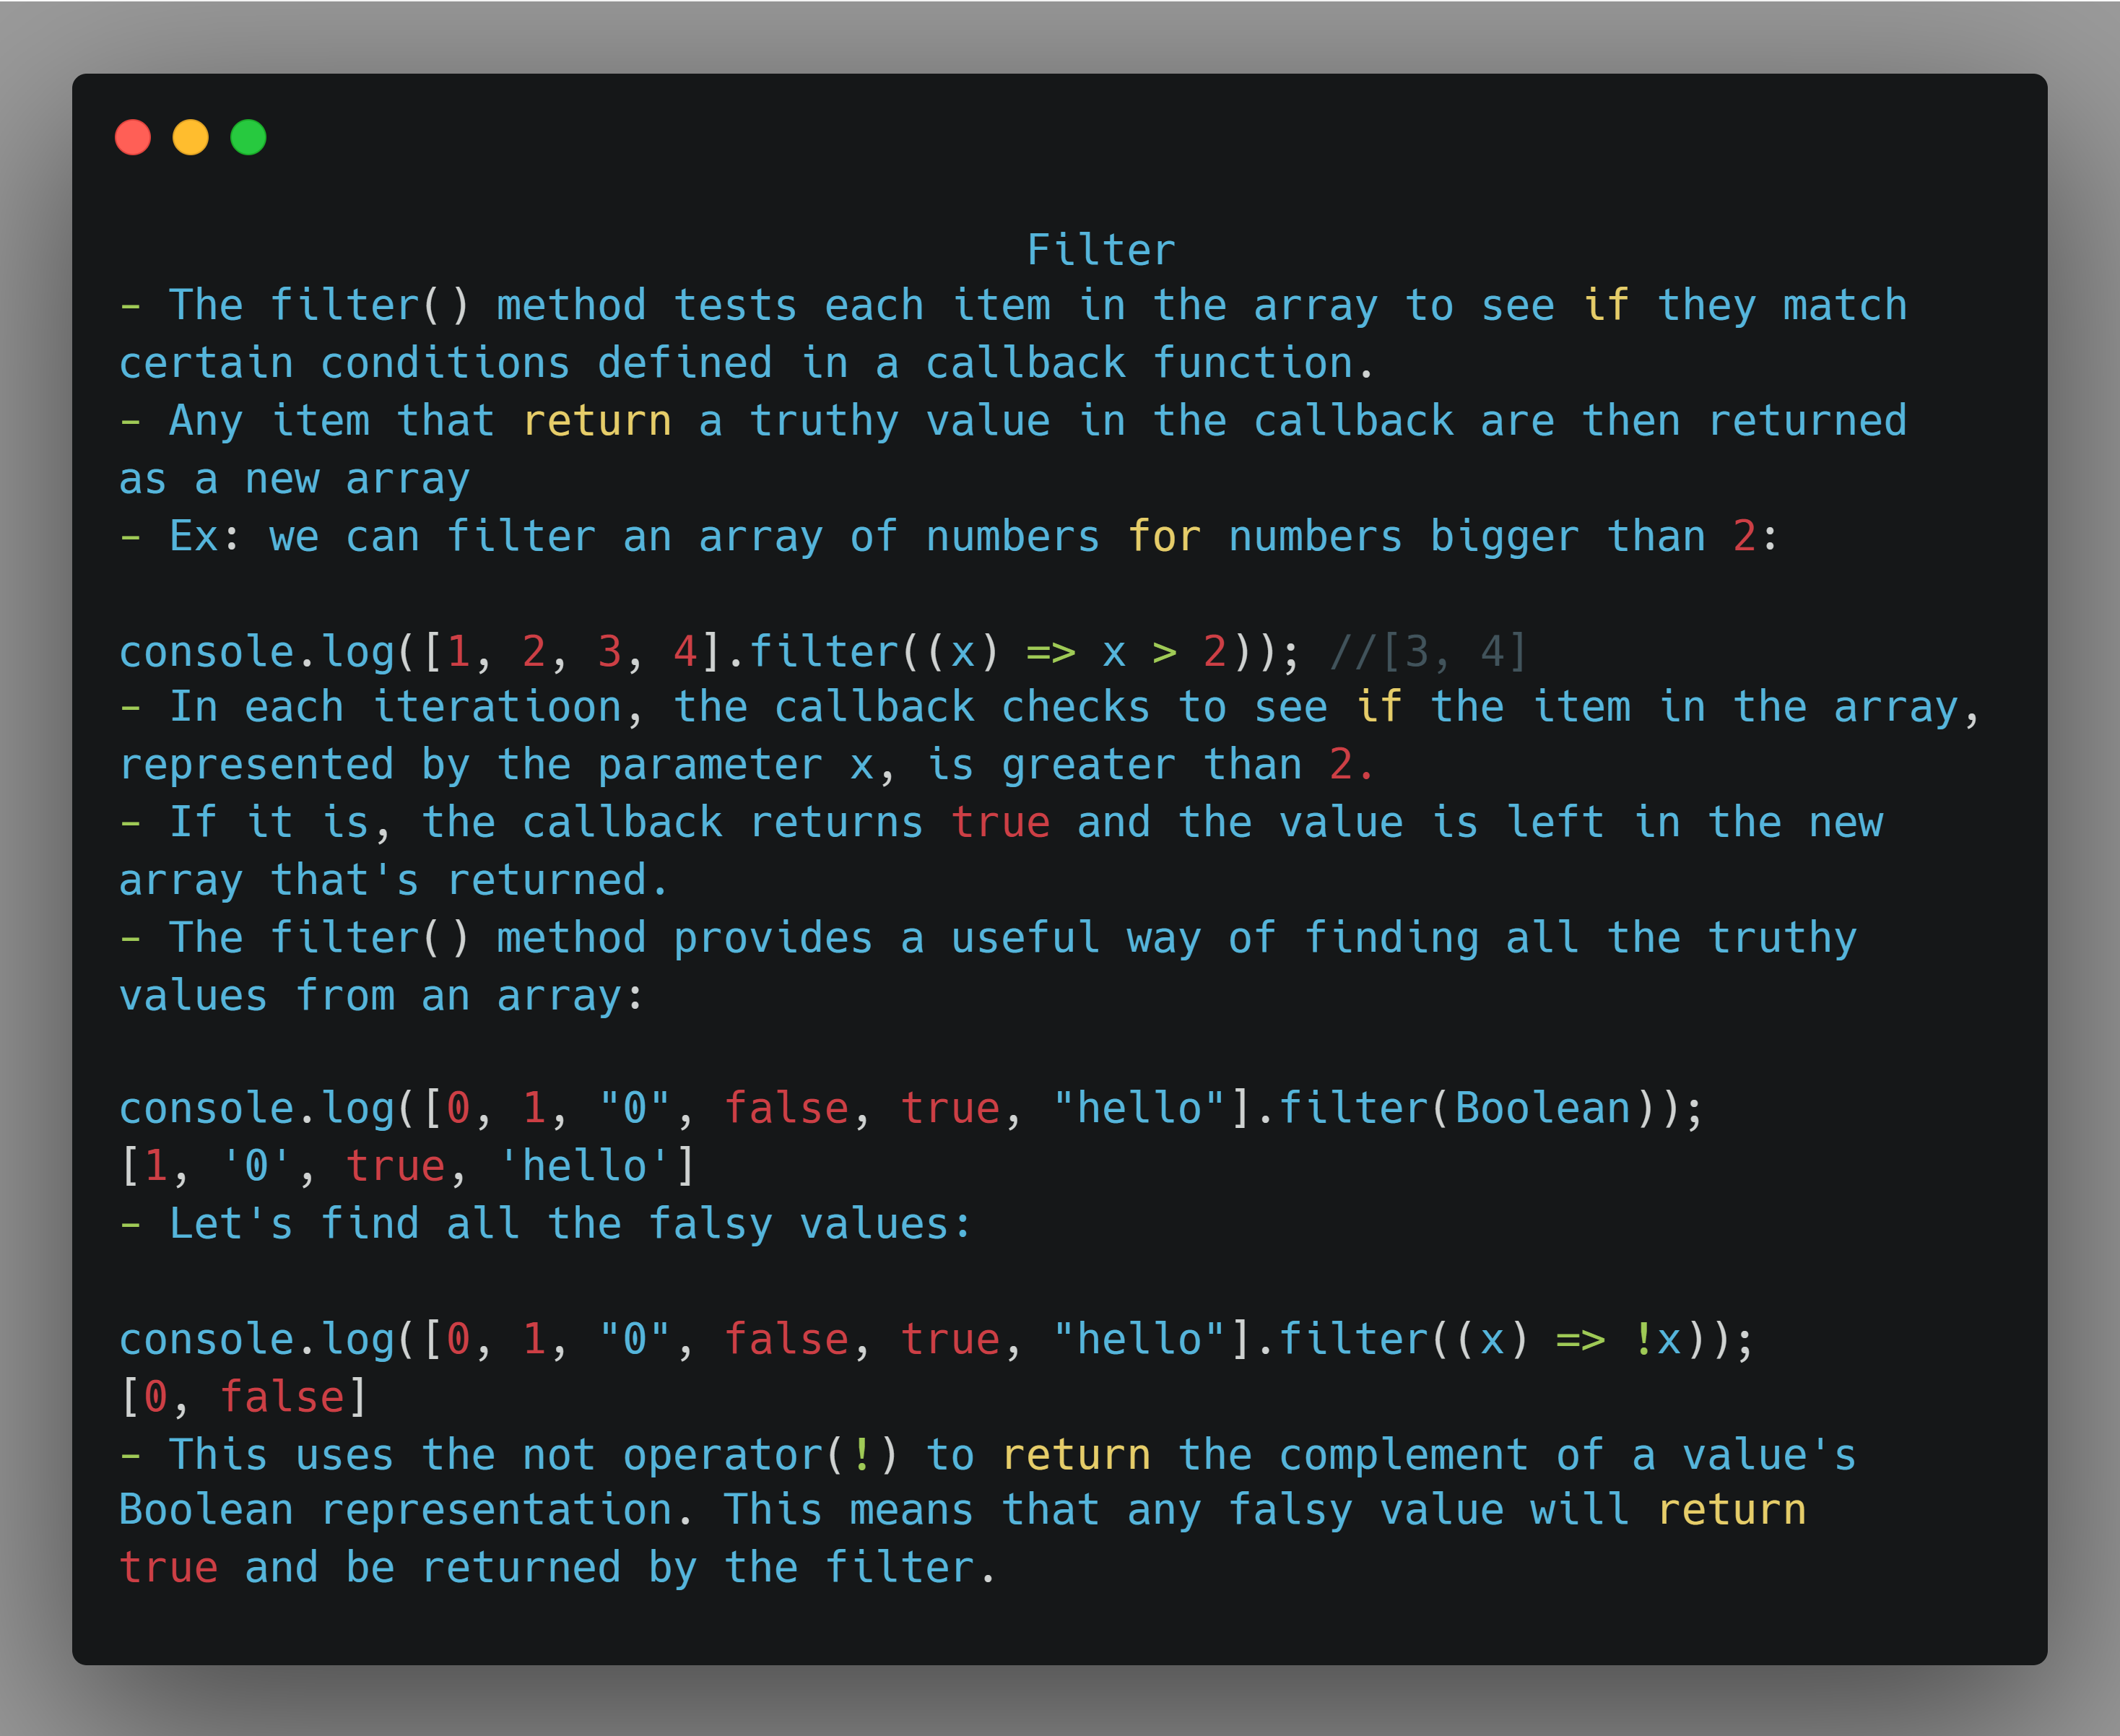 Filter
- The filter() method tests each item in the array to see if they match
certain conditions defined in a callback function.
- Any item that return a truthy value in the callback are then returned
as a new array
- Ex: we can filter an array of numbers for numbers bigger than 2:
console.log([1, 2, 3, 4].filter((x) => x > 2)); //[3, 4]
- In each iteratioon, the callback checks to see if the item in the array,
represented by the parameter x, is greater than 2.
- If it is, the callback returns true and the value is left in the new
array that's returned.
- The filter() method provides a useful way of finding all the truthy
values from an array:
console.log([0, 1, "0", false, true, "hello"].filter(Boolean));
[1, '0', true, 'hello']
- Let's find all the falsy values:
console.log([0, 1, "0", false, true, "hello"].filter((x) => !x));
[0, false]
- This uses the not operator(!) to return the complement of a value's
Boolean representation. This means that any falsy value will return
true and be returned by the filter.